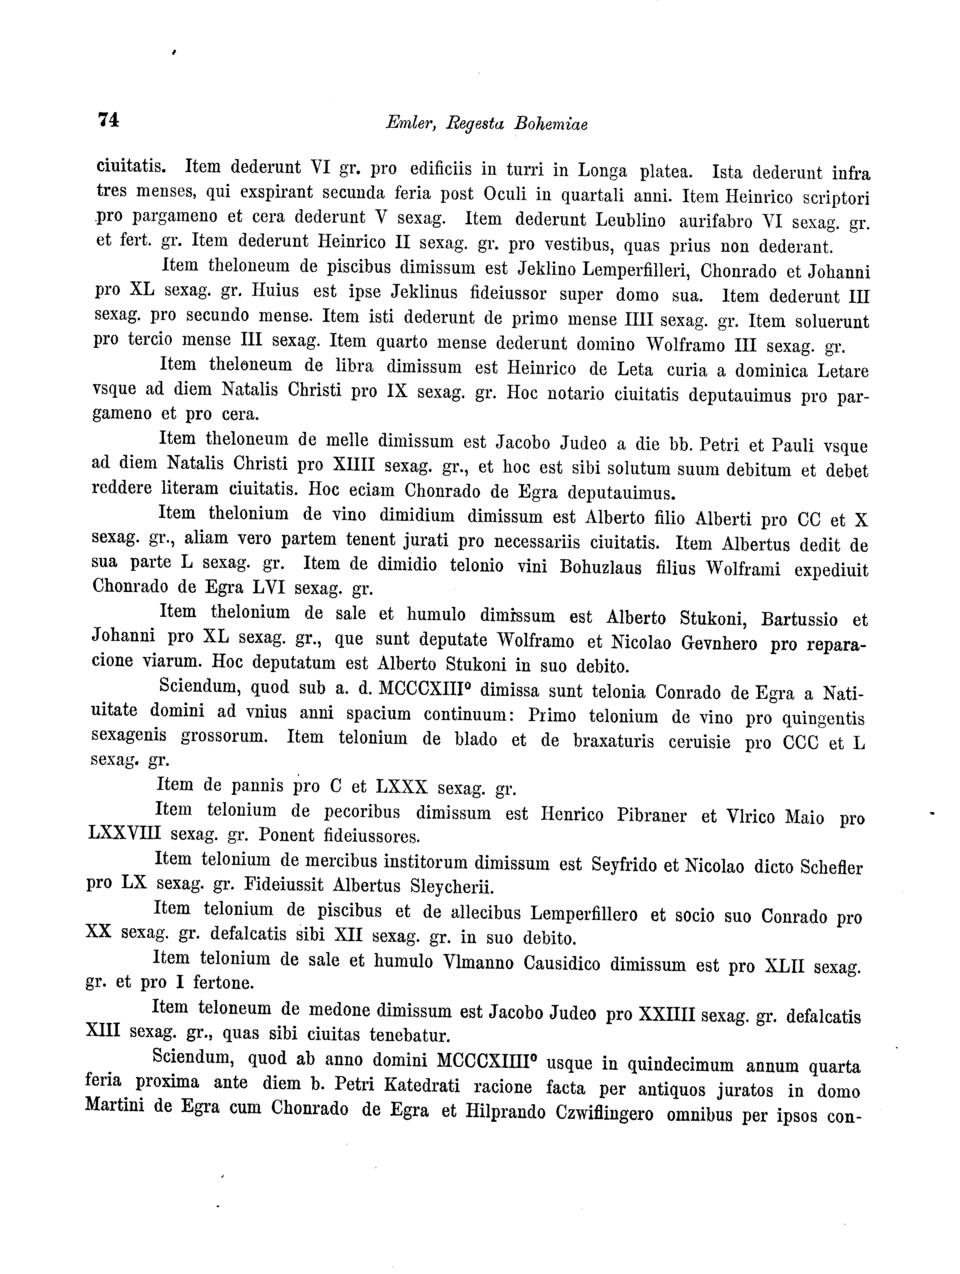 74 Emler, Regesta Bohemiae
ciuitatis. Item dederunt VI gr. pro edificiis in turri in Longa platea. Ista dederunt infra
tres menses, qui exspirant secunda feria post Oculi in quartali anni. Item Heinrico scriptori
pro pargameno et cera dederunt V sexag. Item dederunt Leublino aurifabro VI sexag. gr.
et fert. gr. Item dederunt Heinrico II sexag. gr. pro vestibus, quas prius non dederant.
Item theloneum de piscibus dimissum est Jeklino Lemperfilleri, Chonrado et Johanni
pro XL sexag. gr. Huius est ipse Jeklinus fideiussor super domo sua. Item dederunt III
sexag. pro secundo mense. Item isti dederunt de primo mense IIII sexag. gr. Item soluerunt
pro tercio mense III sexag. Item quarto mense dederunt domino Wolframo III sexag. gr.
Item theloneum de libra dimissum est Heinrico de Leta curia a dominica Letare
vsque ad diem Natalis Christi pro IX sexag. gr. Hoc notario ciuitatis deputauimus pro par-
gameno et pro cera.
Item theloneum de melle dimissum est Jacobo Judeo a die bb. Petri et Pauli vsque
ad diem Natalis Christi pro XIIII sexag. gr., et hoc est sibi solutum suum debitum et debet
reddere literam ciuitatis. Hoc eciam Chonrado de Egra deputauimus.
Item thelonium de vino dimidium dimissum est Alberto filio Alberti pro CC et X
sexag. gr., aliam vero partem tenent jurati pro necessariis ciuitatis. Item Albertus dedit de
sua parte L sexag. gr. Item de dimidio telonio vini Bohuzlaus filius Wolframi expediuit
Chonrado de Egra LVI sexag. gr.
Item thelonium de sale et humulo dimissum est Alberto Stukoni, Bartussio et
Johanni pro XL sexag. gr., que sunt deputate Wolframo et Nicolao Gevnhero pro repara-
cione viarum. Hoc deputatum est Alberto Stukoni in suo debito.
Sciendum, quod sub a. d. MCCCXIII⁰ dimissa sunt telonia Conrado de Egra a Nati-
uitate domini ad vnius anni spacium continuum: Primo telonium de vino pro quingentis
sexagenis grossorum. Item telonium de blado et de braxaturis ceruisie pro CCC et L
sexag. gr.
Item de pannis pro C et LXXX sexag. gr.
Item telonium de pecoribus dimissum est Henrico Pibraner et Vlrico Maio pro
LXXVIII sexag. gr. Ponent fideiussores.
Item telonium de mercibus institorum dimissum est Seyfrido et Nicolao dicto Schefler
pro LX sexag. gr. Fideiussit Albertus Sleycherii.
Item telonium de piscibus et de allecibus Lemperfillero et socio suo Conrado pro
XX sexag. gr. defalcatis sibi XII sexag. gr. in suo debito.
Item telonium de sale et humulo Vlmanno Causidico dimissum est pro XLII sexag.
gr. et pro I fertone.
Item teloneum de medone dimissum est Jacobo Judeo pro XXIIII sexag. gr. defalcatis
XIII sexag. gr., quas sibi ciuitas tenebatur.
Sciendum, quod ab anno domini MCCCXIIII⁰ usque in quindecimum annum quarta
feria proxima ante diem b. Petri Katedrati racione facta per antiquos juratos in domo
Martini de Egra cum Chonrado de Egra et Hilprando Czwiflingero omnibus per ipsos con-